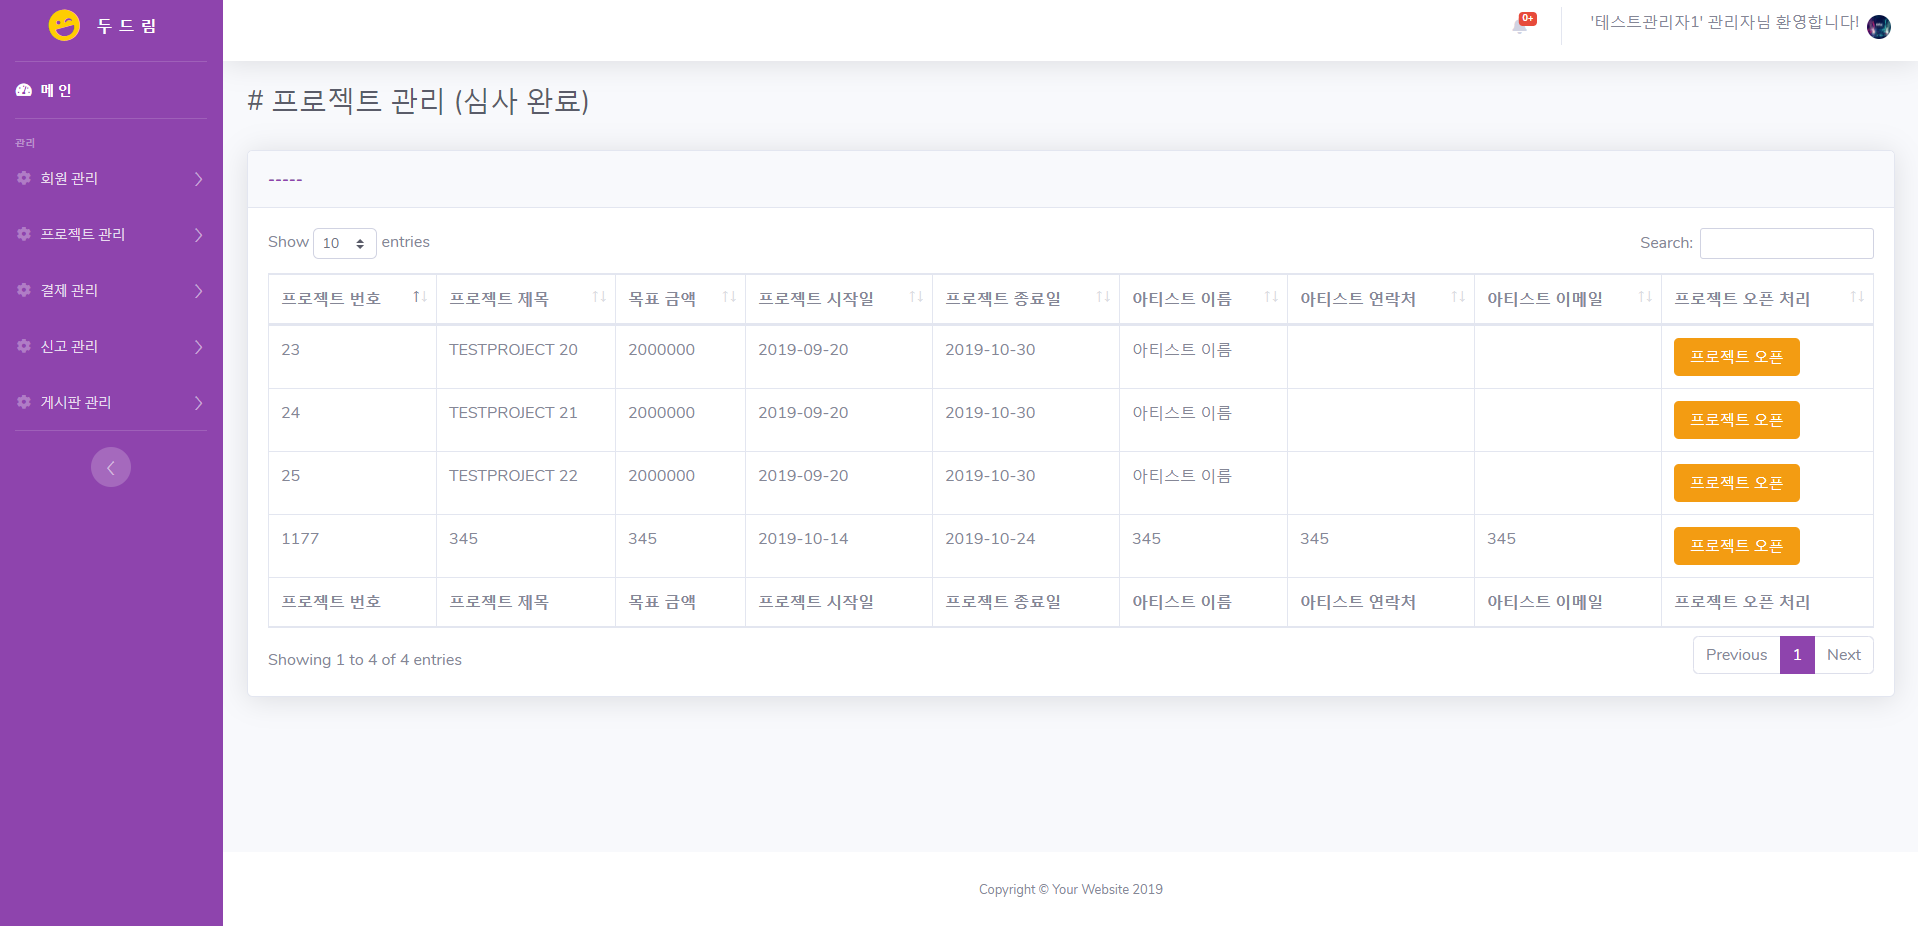 두 드 림
0+
'테스트관리자1' 관리자님 환영합니다!
메 인
관리
회원 관리
프로젝트 관리
결제 관리
신고 관리
게시판 관리
# 프로젝트 관리 (심사 완료)
-----
Show 10 entries
Search:
프로젝트 번호 프로젝트 제목 목표 금액 프로젝트 시작일 프로젝트 종료일 아티스트 이름 아티스트 연락처 아티스트 이메일 프로젝트 오픈 처리
23 TESTPROJECT 20 2000000 2019-09-20 2019-10-30 아티스트 이름 프로젝트 오픈
24 TESTPROJECT 21 2000000 2019-09-20 2019-10-30 아티스트 이름 프로젝트 오픈
25 TESTPROJECT 22 2000000 2019-09-20 2019-10-30 아티스트 이름 프로젝트 오픈
1177 345 345 2019-10-14 2019-10-24 345 345 345 프로젝트 오픈
프로젝트 번호 프로젝트 제목 목표 금액 프로젝트 시작일 프로젝트 종료일 아티스트 이름 아티스트 연락처 아티스트 이메일 프로젝트 오픈 처리
Showing 1 to 4 of 4 entries
Previous 1 Next
Copyright © Your Website 2019